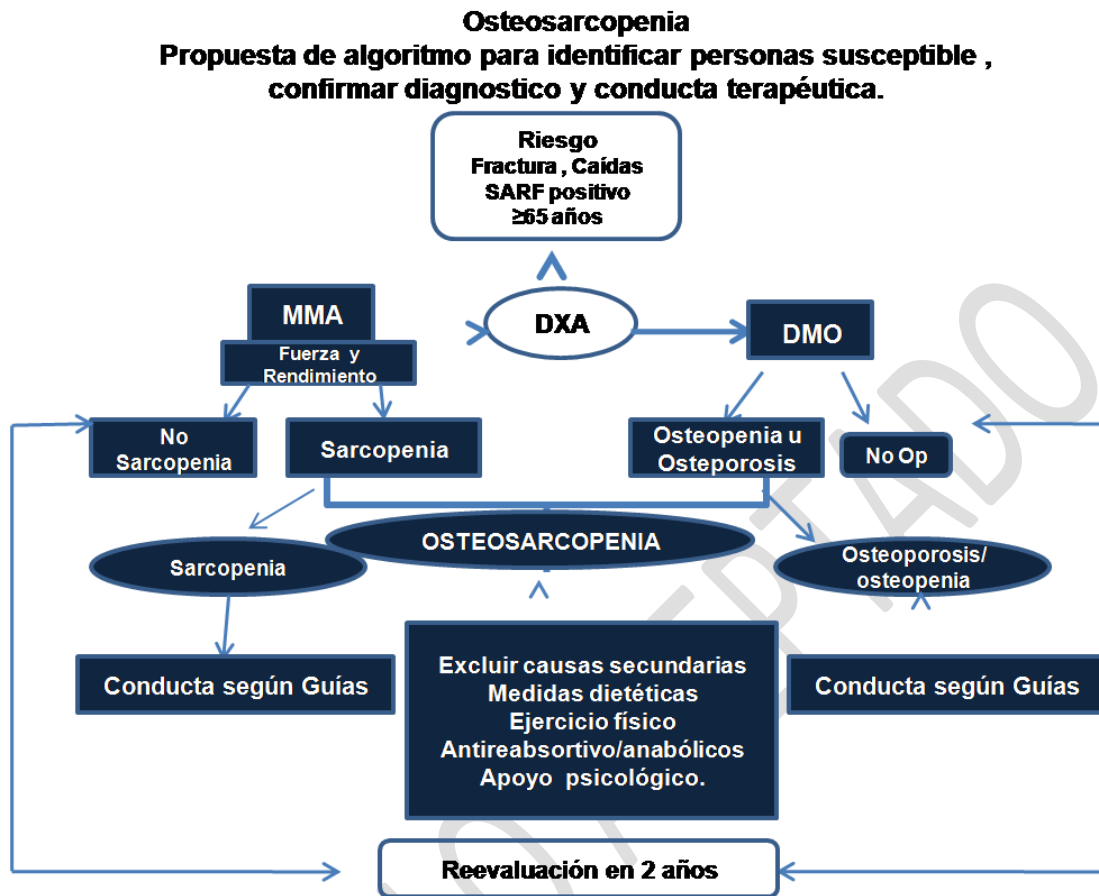 Osteosarcopenia
Propuesta de algoritmo para identificar personas susceptible ,
confirmar diagnostico y conducta terapéutica.
Riesgo
Fractura , Caídas
SARF positivo
≥65 años
MMA
Fuerza y
Rendimiento
DXA
DMO
No
Sarcopenia
Sarcopenia
Osteopenia u
Osteporosis
No Op
Sarcopenia
OSTEOSARCOPENIA
Osteoporosis/
osteopenia
Conducta según Guías
Excluir causas secundarias
Medidas dietéticas
Ejercicio físico
Antireabsortivo/anabólicos
Apoyo psicológico.
Conducta según Guías
Reevaluación en 2 años